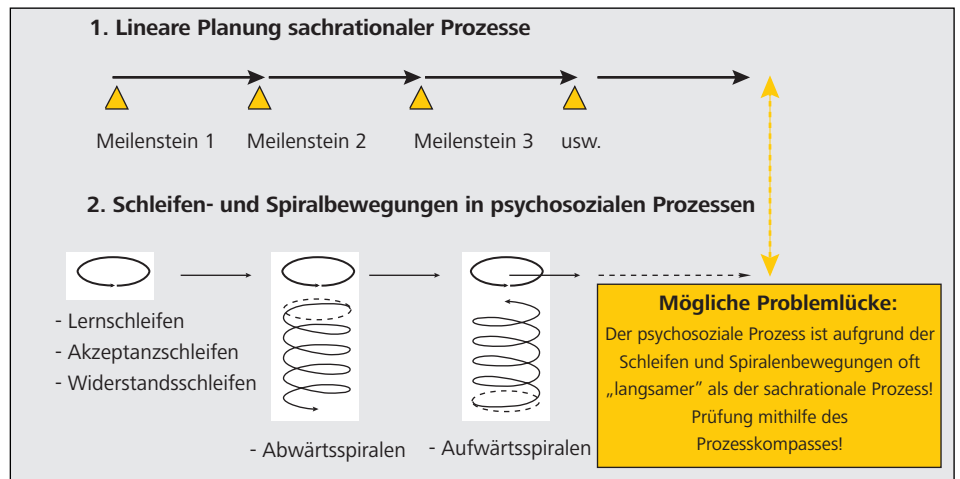 1. Lineare Planung sachrationaler Prozesse
Meilenstein 1
Meilenstein 2
Meilenstein 3
usw.
2. Schleifen- und Spiralbewegungen in psychosozialen Prozessen
- Lernschleifen
- Akzeptanzschleifen
- Widerstandsschleifen
- Abwärtsspiralen
- Aufwärtsspiralen
Mögliche Problemlücke:
Der psychosoziale Prozess ist aufgrund der
Schleifen und Spiralenbewegungen oft
„langsamer” als der sachrationale Prozess!
Prüfung mithilfe des
Prozesskompasses!